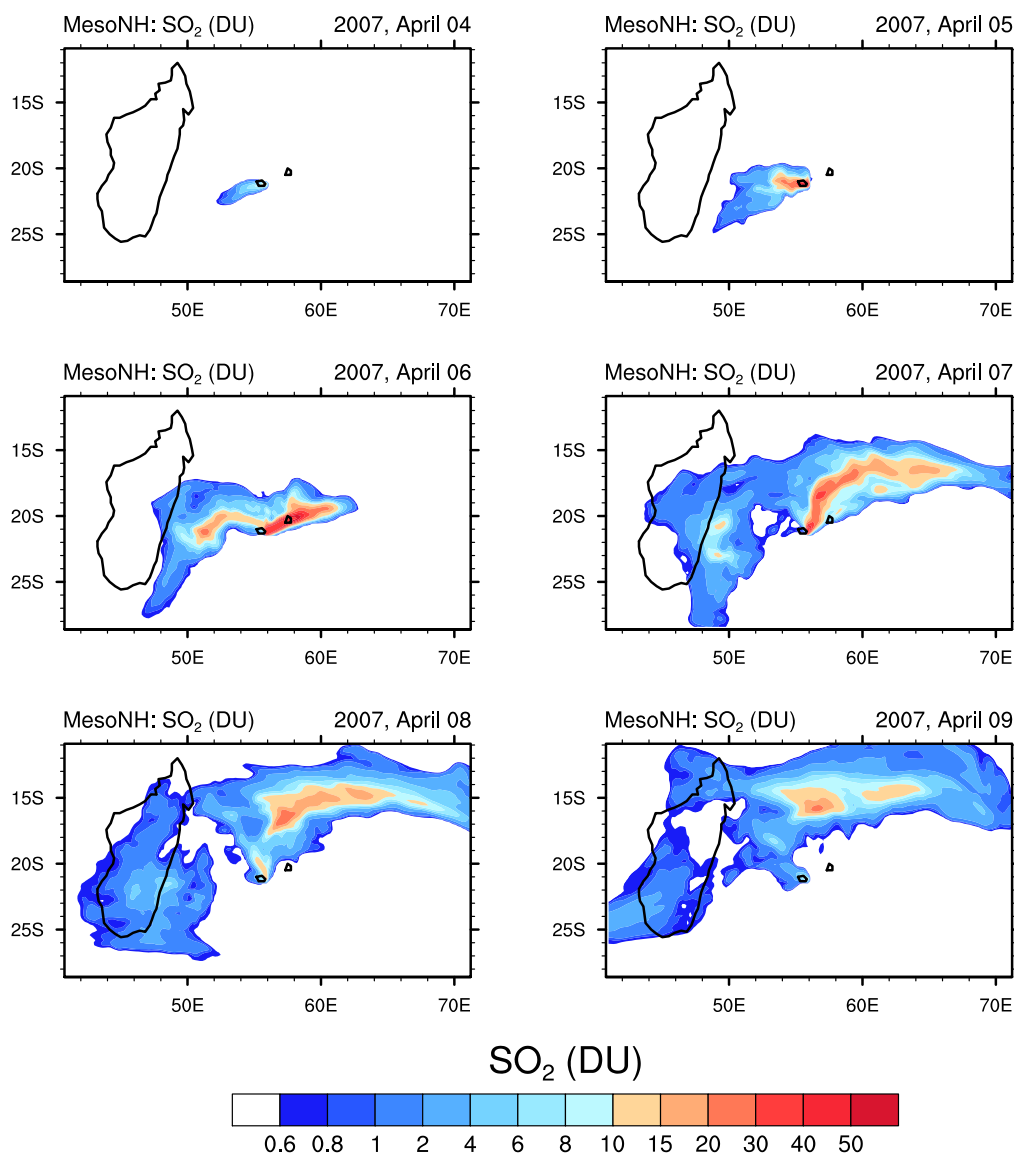 MesoNH: SO₂ (DU) 2007, April 04
MesoNH: SO₂ (DU) 2007, April 05
15S
20S
25S
50E 60E 70E
15S
20S
25S
50E 60E 70E
MesoNH: SO₂ (DU) 2007, April 06
MesoNH: SO₂ (DU) 2007, April 07
15S
20S
25S
50E 60E 70E
15S
20S
25S
50E 60E 70E
MesoNH: SO₂ (DU) 2007, April 08
MesoNH: SO₂ (DU) 2007, April 09
15S
20S
25S
50E 60E 70E
15S
20S
25S
50E 60E 70E
SO₂ (DU)
0.6 0.8 1 2 4 6 8 10 15 20 30 40 50